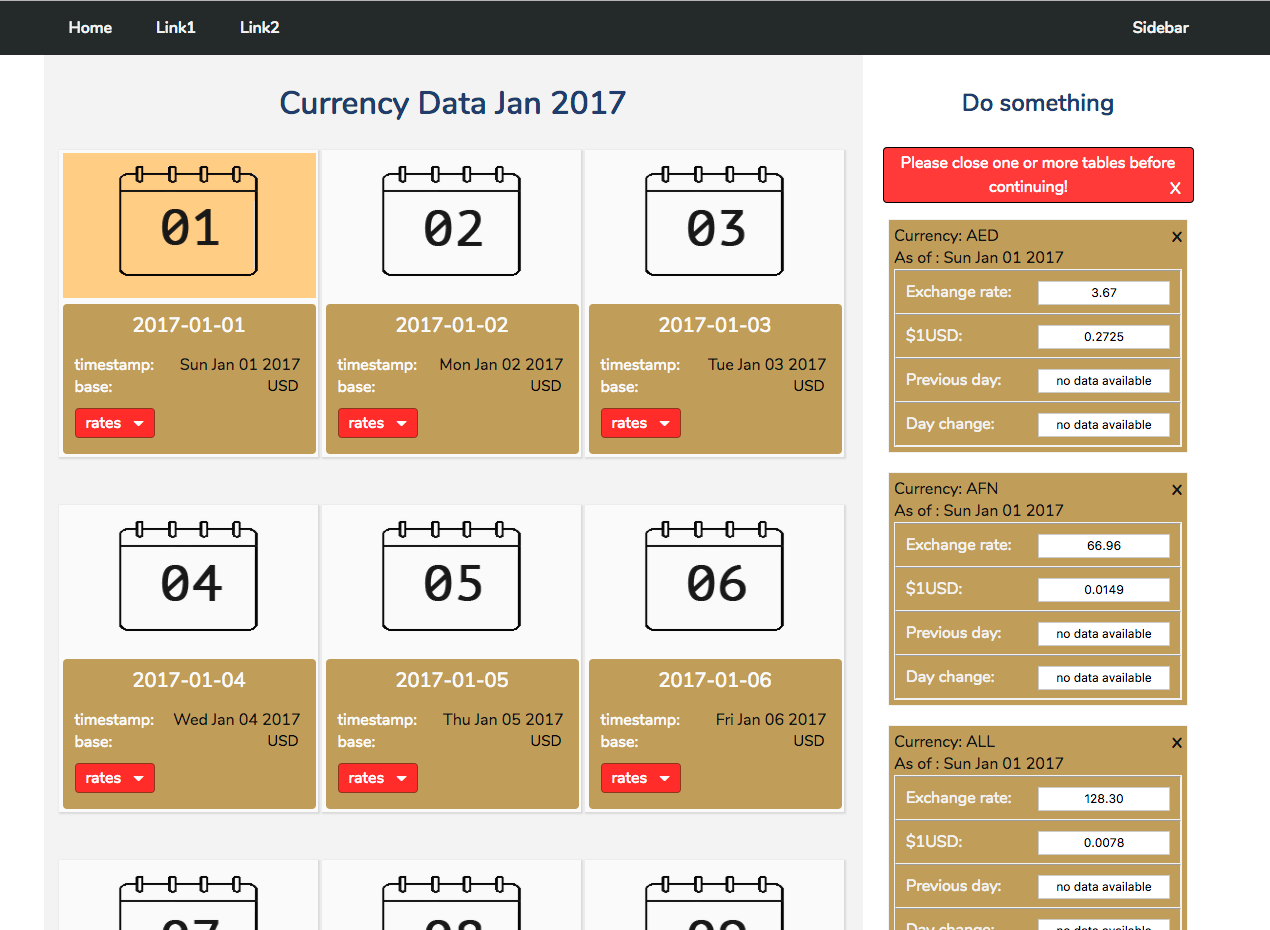 Home Link1 Link2 Sidebar
Currency Data Jan 2017
01 02 03
2017-01-01 2017-01-02 2017-01-03
timestamp: Sun Jan 01 2017 timestamp: Mon Jan 02 2017 timestamp: Tue Jan 03 2017
base: USD base: USD base: USD
rates rates rates
04 05 06
2017-01-04 2017-01-05 2017-01-06
timestamp: Wed Jan 04 2017 timestamp: Thu Jan 05 2017 timestamp: Fri Jan 06 2017
base: USD base: USD base: USD
rates rates rates
07 08 09
Do something
Please close one or more tables before
continuing! X
Currency: AED X
As of : Sun Jan 01 2017
Exchange rate: 3.67
$1USD: 0.2725
Previous day: no data available
Day change: no data available
Currency: AFN X
As of : Sun Jan 01 2017
Exchange rate: 66.96
$1USD: 0.0149
Previous day: no data available
Day change: no data available
Currency: ALL X
As of : Sun Jan 01 2017
Exchange rate: 128.30
$1USD: 0.0078
Previous day: no data available
Day change: no data available